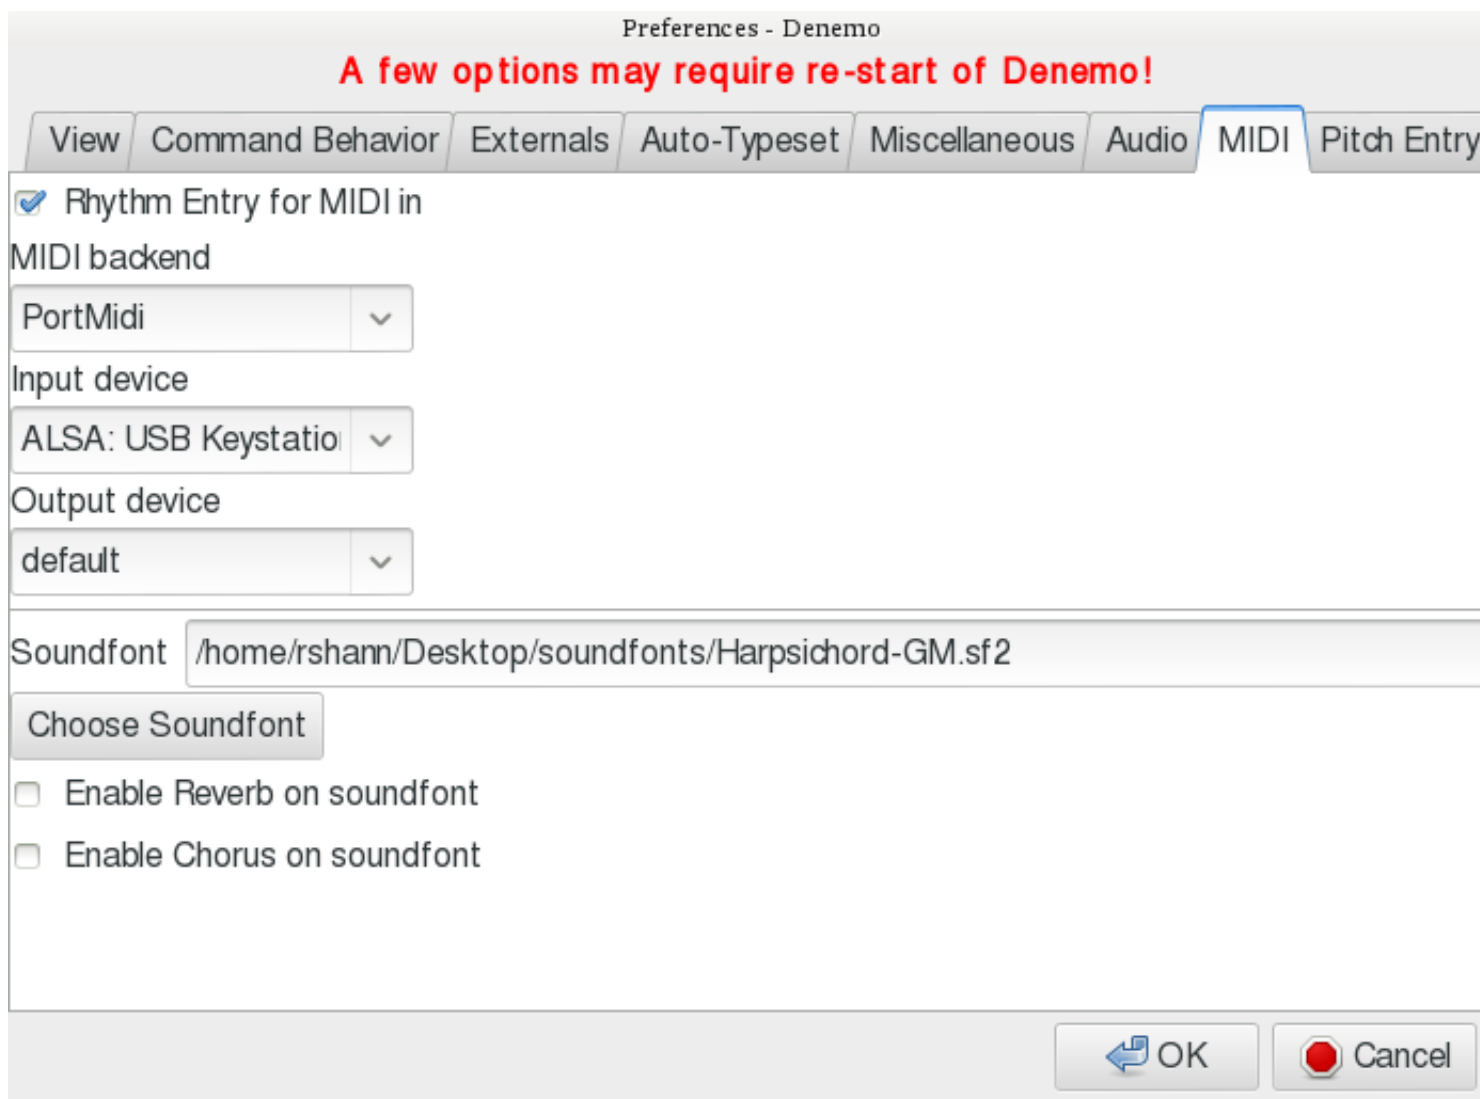 Preferences - Denemo
A few options may require re-start of Denemo!
View Command Behavior Externals Auto-Typeset Miscellaneous Audio MIDI Pitch Entry
Rhythm Entry for MIDI in
MIDI backend
PortMidi
Input device
ALSA: USB Keystatio
Output device
default
Soundfont /home/rshann/Desktop/soundfonts/Harpsichord-GM.sf2
Choose Soundfont
Enable Reverb on soundfont
Enable Chorus on soundfont
OK Cancel